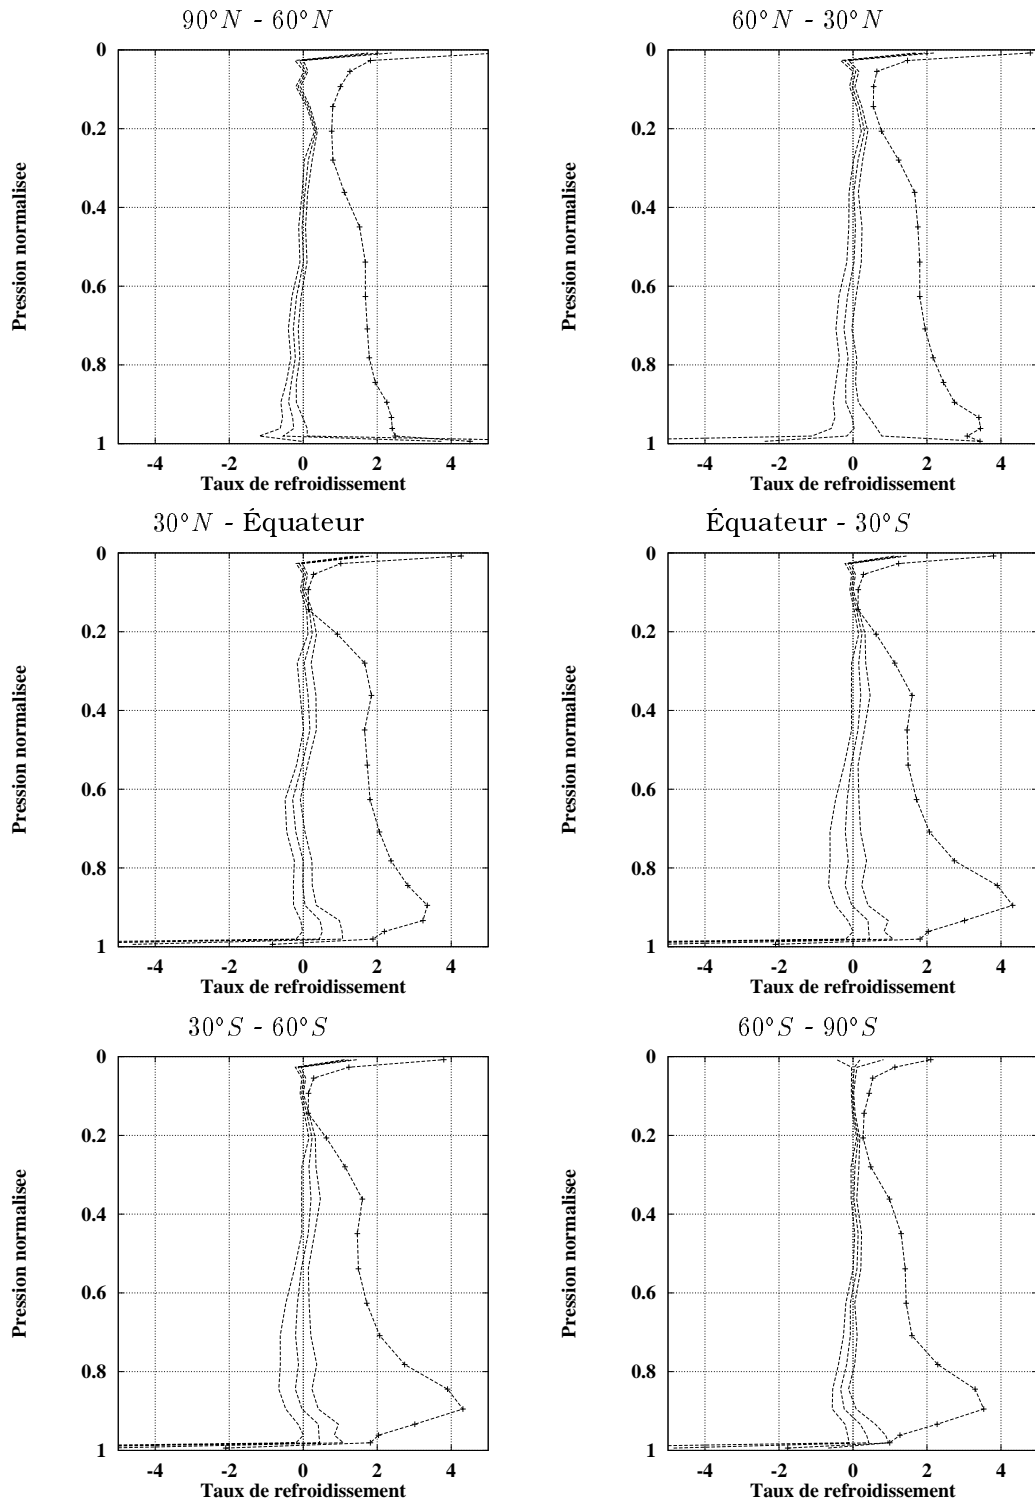 90°N - 60°N
0
0.2
0.4
0.6
0.8
1
-4 -2 0 2 4
Pression normalisee
Taux de refroidissement
60°N - 30°N
0
0.2
0.4
0.6
0.8
1
-4 -2 0 2 4
Pression normalisee
Taux de refroidissement
30°N - Équateur
0
0.2
0.4
0.6
0.8
1
-4 -2 0 2 4
Pression normalisee
Taux de refroidissement
Équateur - 30°S
0
0.2
0.4
0.6
0.8
1
-4 -2 0 2 4
Pression normalisee
Taux de refroidissement
30°S - 60°S
0
0.2
0.4
0.6
0.8
1
-4 -2 0 2 4
Pression normalisee
Taux de refroidissement
60°S - 90°S
0
0.2
0.4
0.6
0.8
1
-4 -2 0 2 4
Pression normalisee
Taux de refroidissement